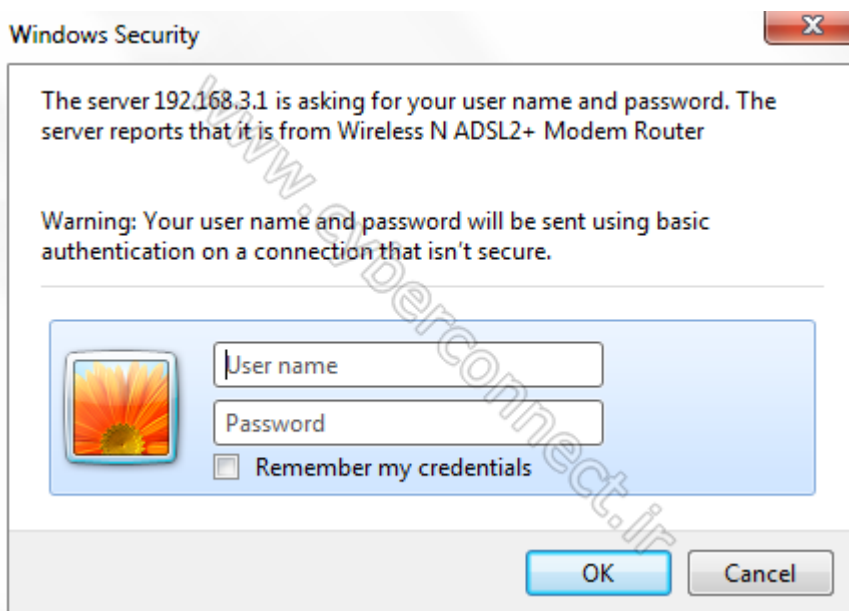 Windows Security
The server 192.168.3.1 is asking for your user name and password. The
server reports that it is from Wireless N ADSL2+ Modem Router
Warning: Your user name and password will be sent using basic
authentication on a connection that isn't secure.
User name
Password
Remember my credentials
OK Cancel
www.cyberconnect.ir